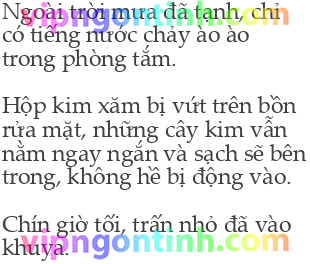 Ngoài trời mưa đã tạnh, chỉ
có tiếng nước chảy ào ào
trong phòng tắm.
Hộp kim xăm bị vứt trên bồn
rửa mặt, những cây kim vẫn
nằm ngay ngắn và sạch sẽ bên
trong, không hề bị động vào.
Chín giờ tối, trấn nhỏ đã vào
khuya.
vipngontinh.com
vipngontinh.com